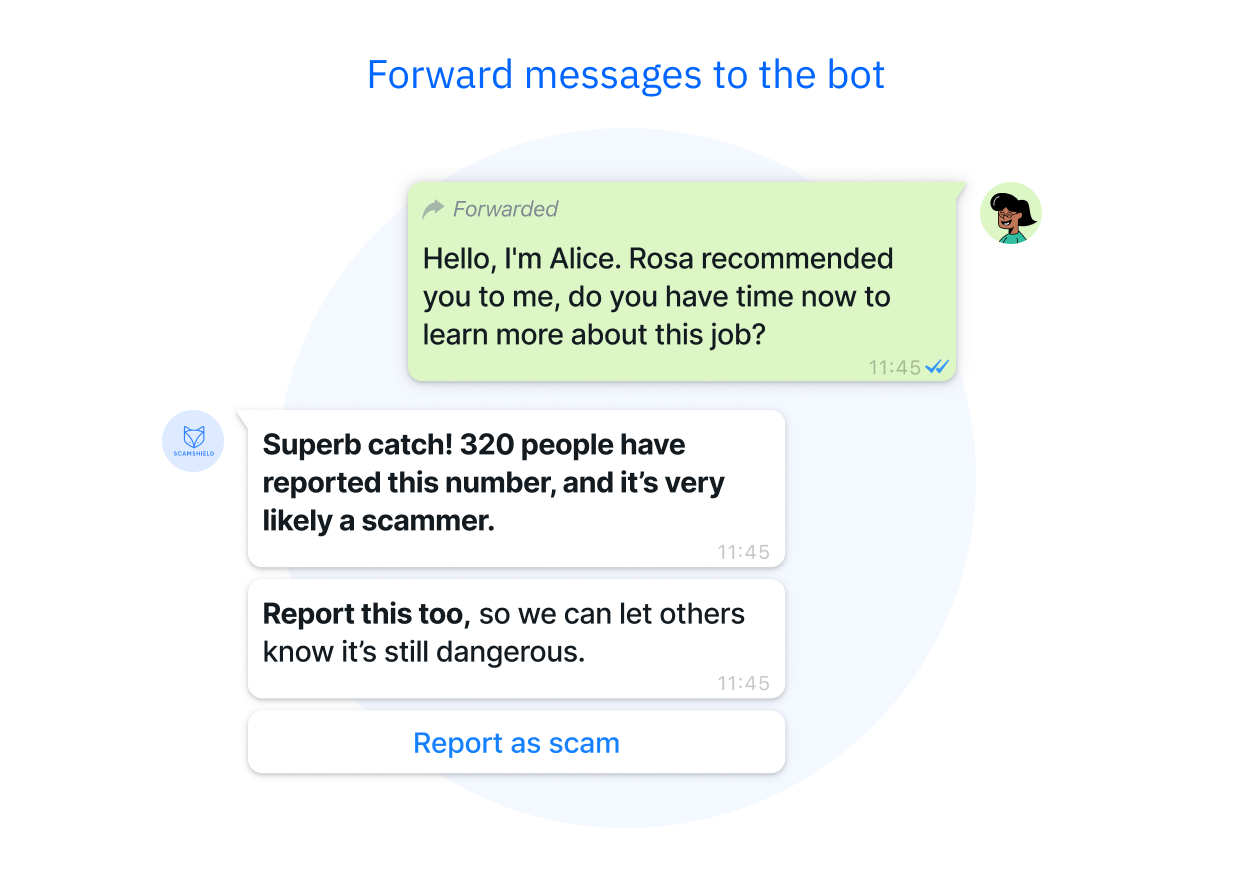 Forward messages to the bot
Forwarded
Hello, I'm Alice. Rosa recommended
you to me, do you have time now to
learn more about this job?
11:45
SCAMSHIELD
Superb catch! 320 people have
reported this number, and it’s very
likely a scammer.
11:45
Report this too, so we can let others
know it’s still dangerous.
11:45
Report as scam